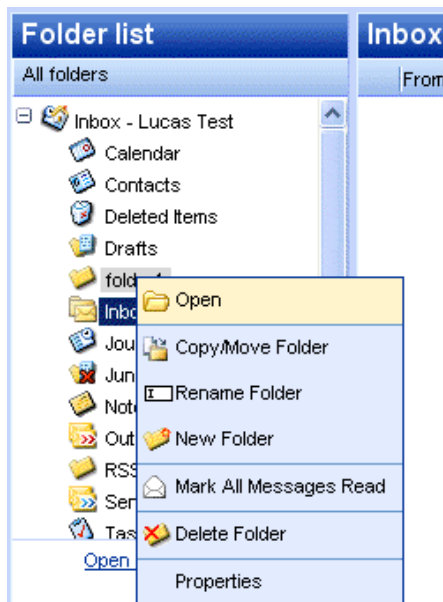 Folder list
Inbox
All folders
From
Inbox - Lucas Test
Calendar
Contacts
Deleted Items
Drafts
Open
Copy/Move Folder
Rename Folder
New Folder
Mark All Messages Read
RSS
Delete Folder
Open
Properties